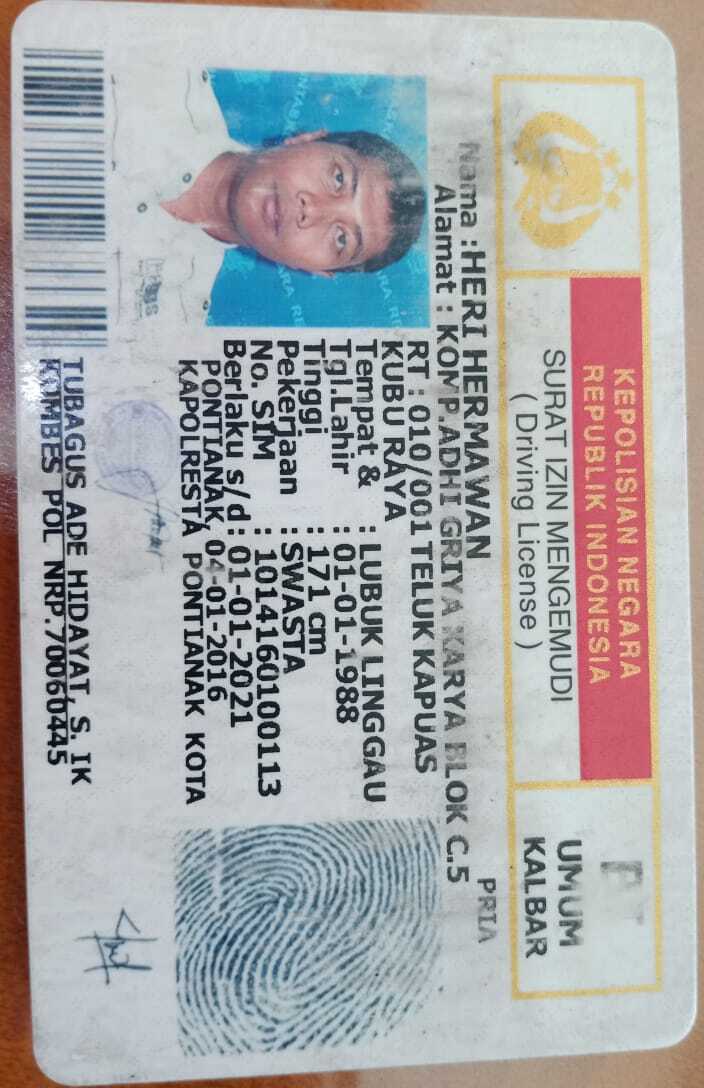 KEPOLISIAN NEGARA
REPUBLIK INDONESIA
SURAT IZIN MENGEMUDI
( Driving License )
UMUM
KALBAR
Nama : HERI HERMAWAN
PRIA
Alamat : KOMP.ADHI GRIYA KARYA BLOK C.5
RT : 010/001 TELUK KAPUAS
KUBU RAYA
Tempat & : LUBUK LINGGAU
Tgl.Lahir : 01-01-1988
Tinggi : 171 cm
Pekerjaan : SWASTA
No. SIM : 101416010​0113
Berlaku s/d : 01-01-2021
PONTIANAK 04-01-2016
KAPOLRESTA PONTIANAK KOTA
TUBAGUS ADE HIDAYAT, S. IK
KOMBES POL NRP.70060445